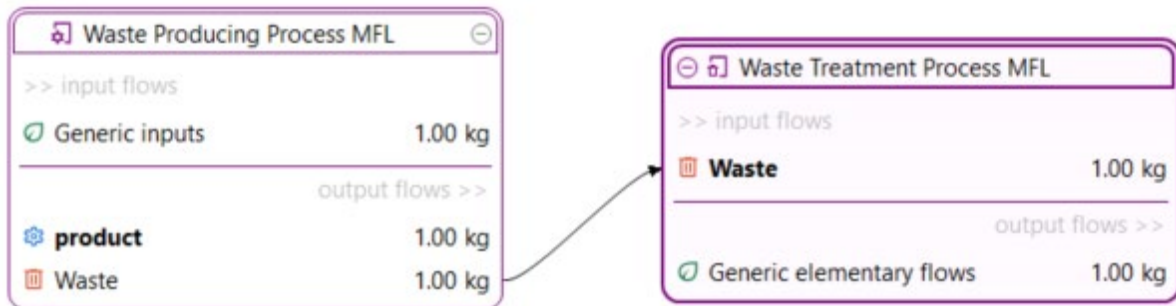 Waste Producing Process MFL
>> input flows
Generic inputs 1.00 kg
output flows >>
product 1.00 kg
Waste 1.00 kg
Waste Treatment Process MFL
>> input flows
Waste 1.00 kg
output flows >>
Generic elementary flows 1.00 kg